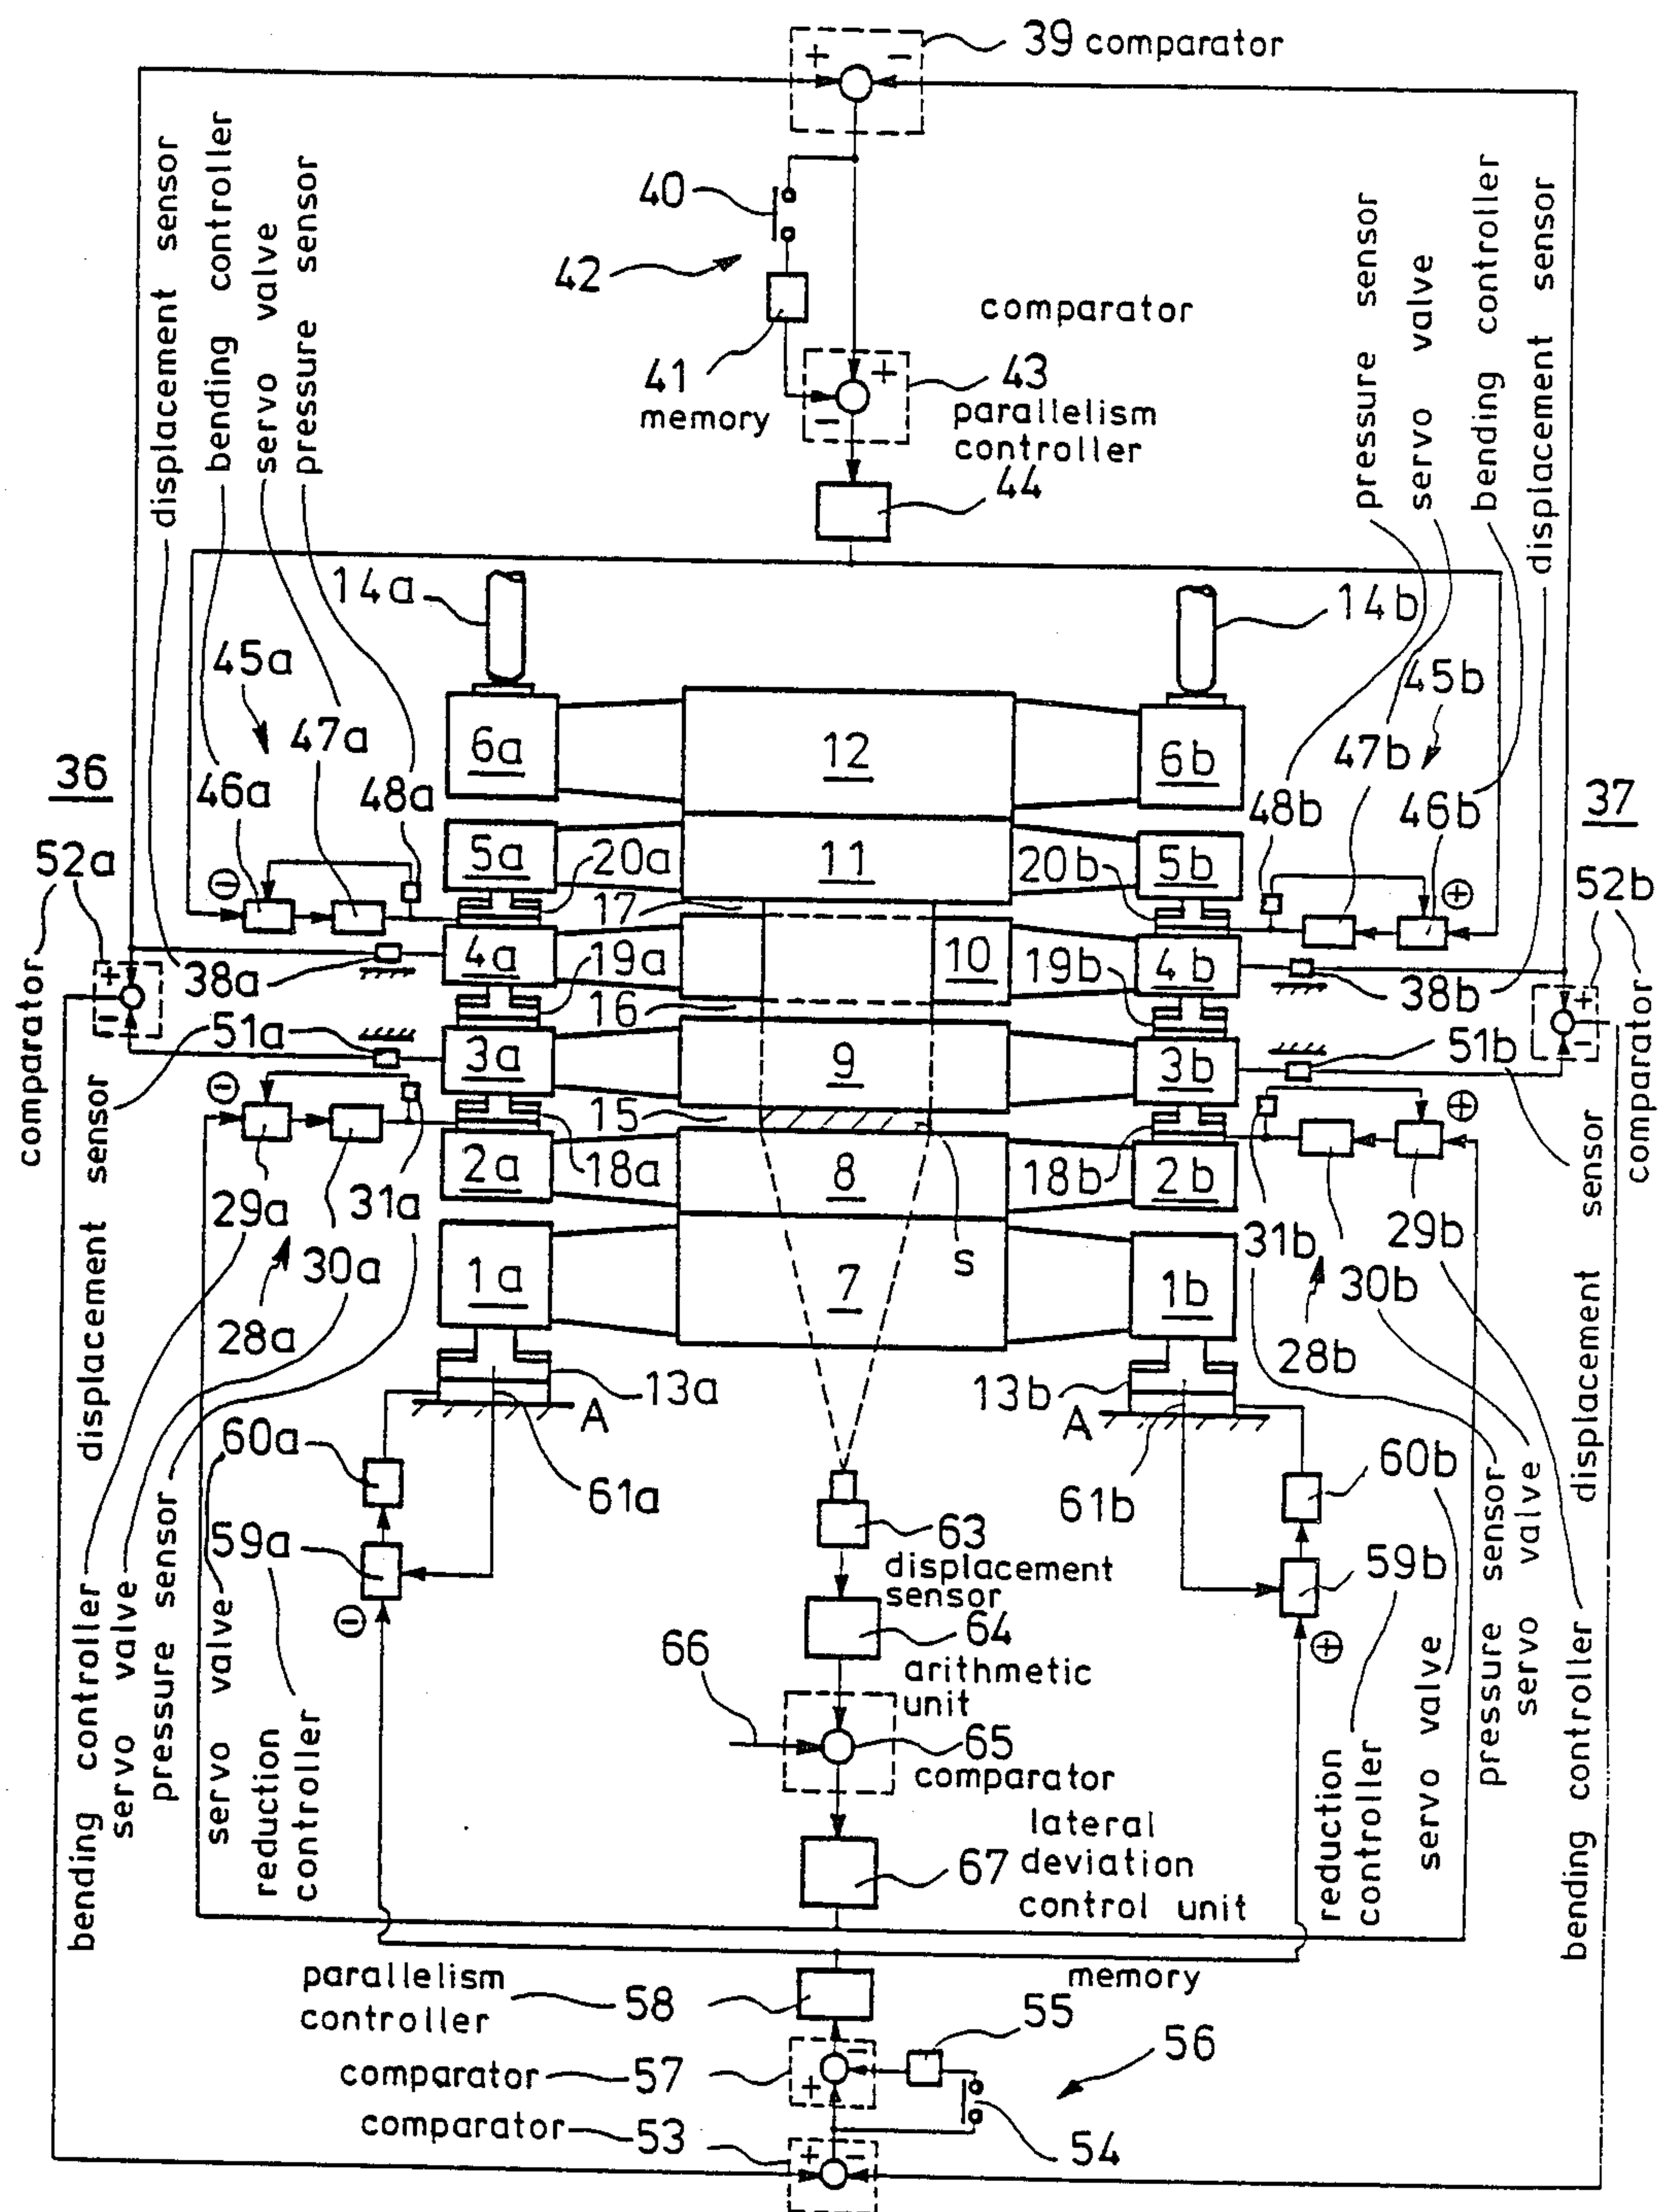 39 comparator
+ −
displacement sensor
bending controller
servo valve
pressure sensor
40
42
41
memory
comparator
43
+
−
parallelism
controller
44
pressure sensor
servo valve
bending controller
displacement sensor
14a
14b
45a
45b
36
46a
47a
48a
6a
12
6b
48b
47b
46b
37
52a
5a
20a
11
20b
5b
52b
−
+
17
4a
19a
10
19b
4b
38a
38b
+
−
+
−
comparator
comparator
16
51a
3a
9
3b
51b
−
+
15
2a
18a
8
18b
2b
S
29a
30a
31a
28a
31b
30b
29b
28b
displacement sensor
displacement sensor
1a
7
1b
13a
13b
A
A
60a
61a
61b
60b
59a
63
displacement
sensor
59b
−
+
64
arithmetic
unit
66
65
comparator
lateral
deviation
control unit
67
bending controller
servo valve
pressure sensor
servo valve
reduction
controller
reduction
controller
servo valve
pressure sensor
servo valve
bending controller
parallelism
controller
58
memory
55
56
comparator
57
−
+
comparator
53
54
+ −